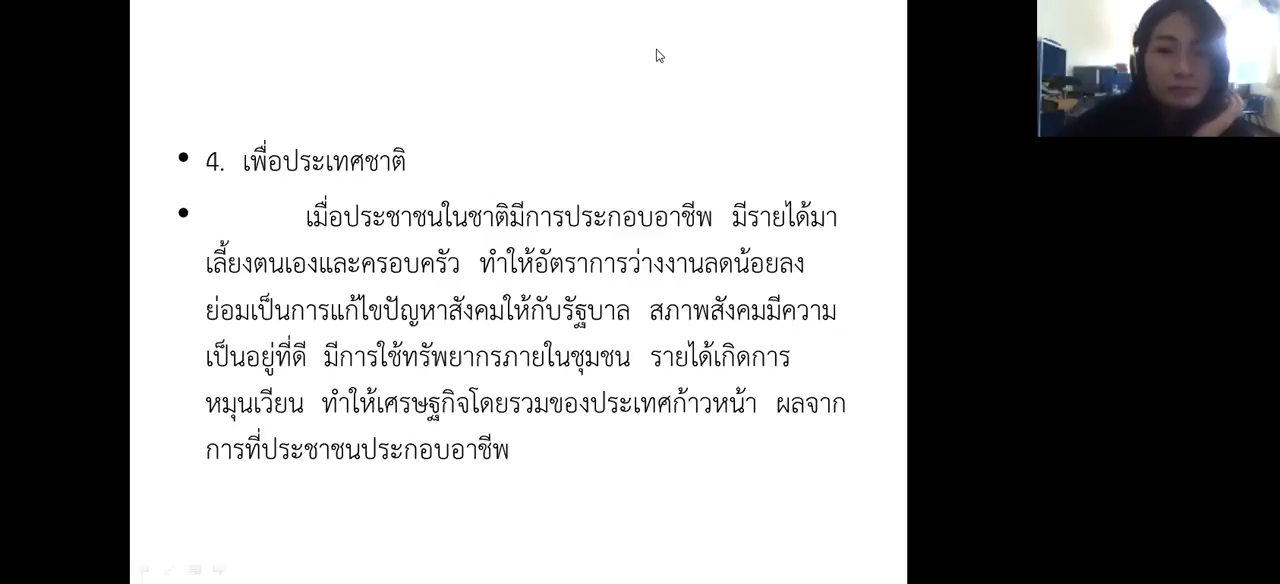 • 4. เพื่อประเทศชาติ
• เมื่อประชาชนในชาติมีการประกอบอาชีพ มีรายได้มา
เลี้ยงตนเองและครอบครัว ทำให้อัตราการว่างงานลดน้อยลง
ย่อมเป็นการแก้ไขปัญหาสังคมให้กับรัฐบาล สภาพสังคมมีความ
เป็นอยู่ที่ดี มีการใช้ทรัพยากรภายในชุมชน รายได้เกิดการ
หมุนเวียน ทำให้เศรษฐกิจโดยรวมของประเทศก้าวหน้า ผลจาก
การที่ประชาชนประกอบอาชีพ